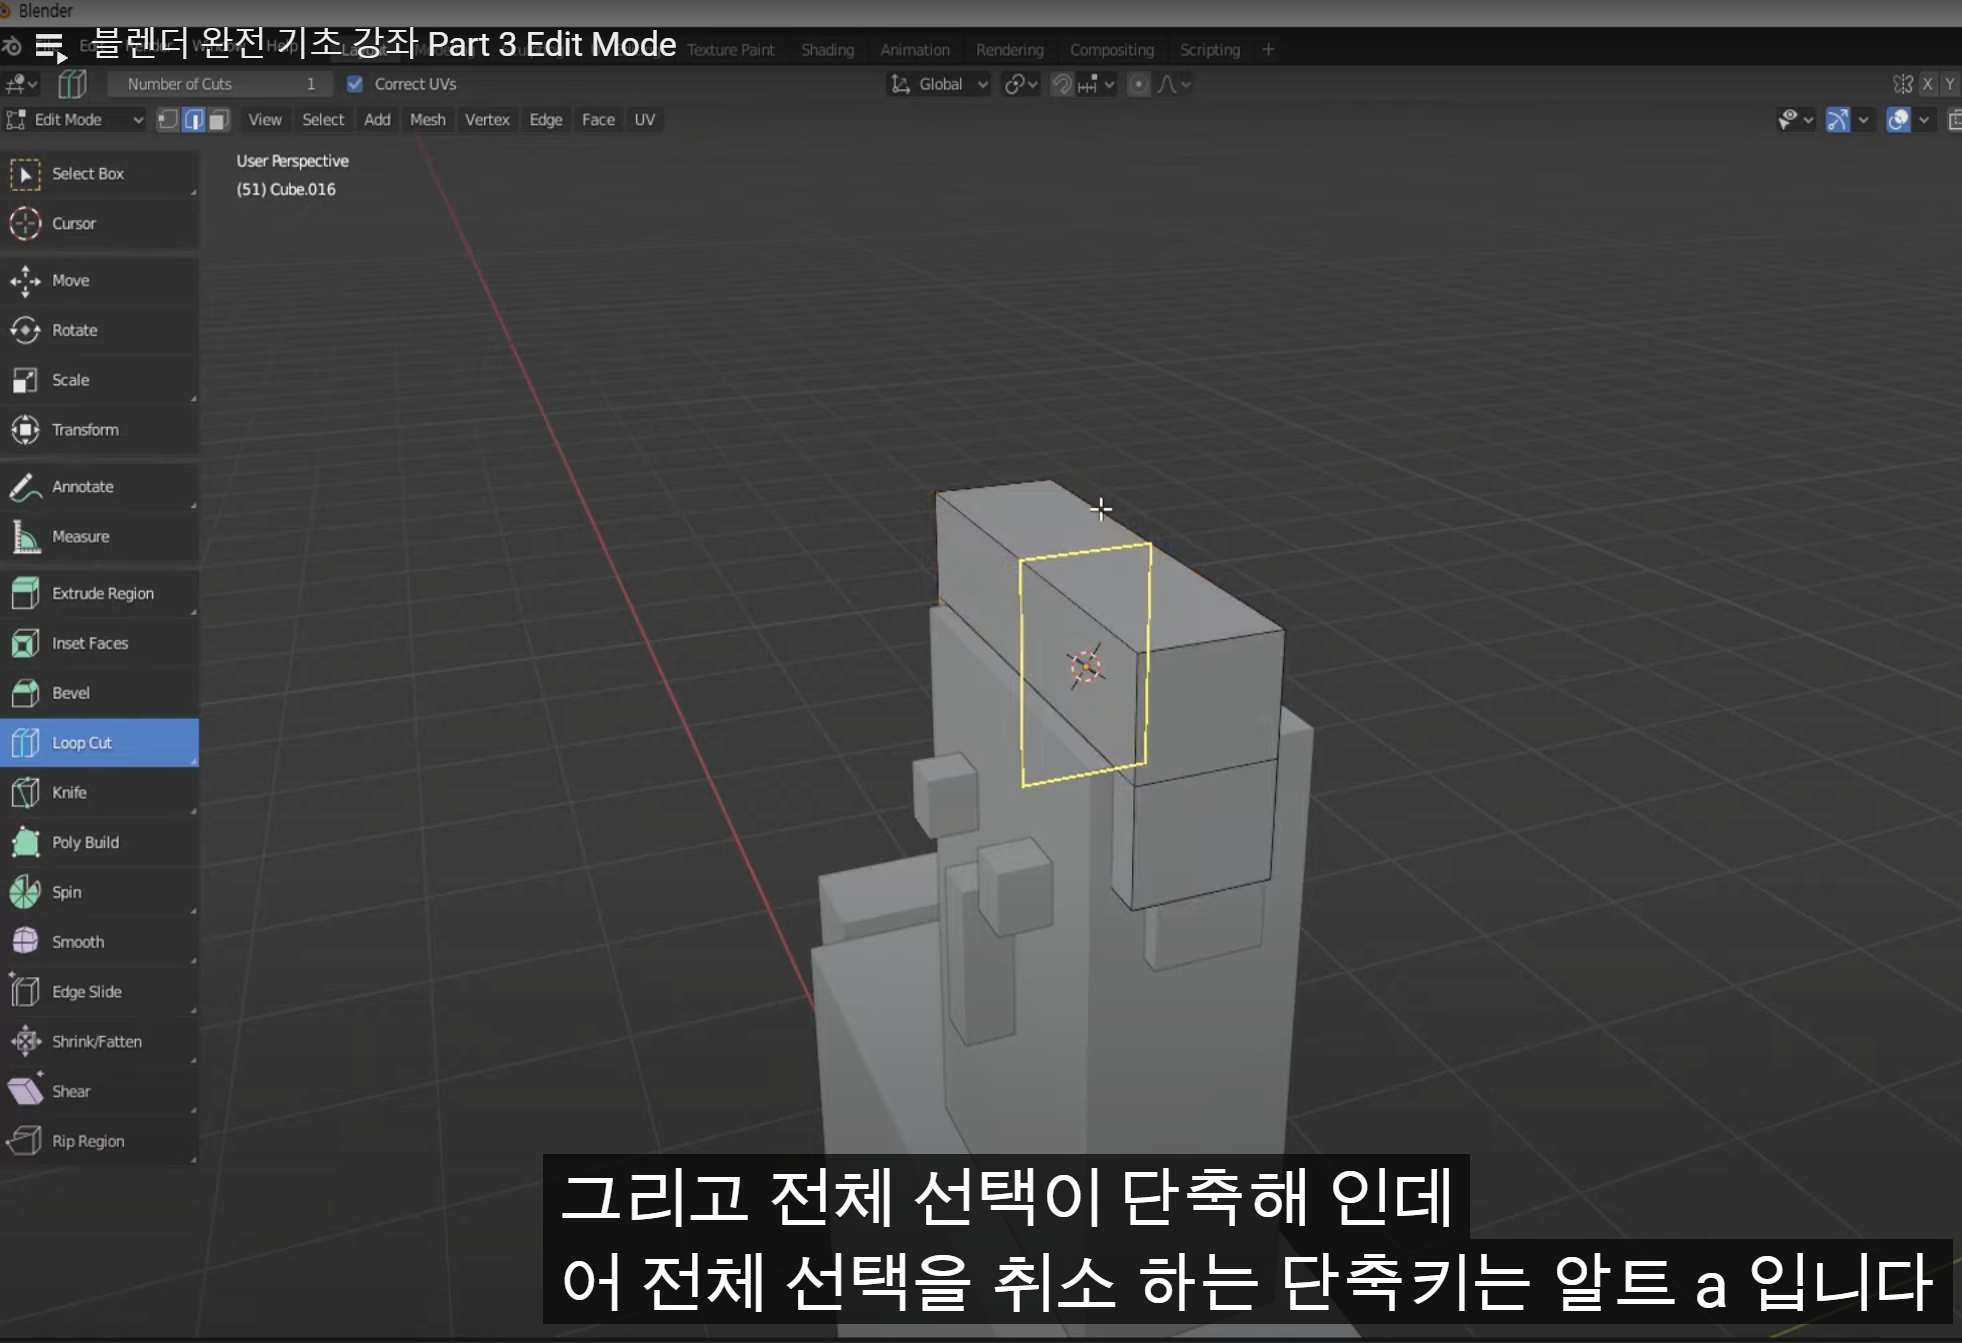 Blender
블렌더 완전 기초 강좌 Part 3 Edit Mode
Texture Paint Shading Animation Rendering Compositing Scripting +
Number of Cuts 1 Correct UVs Global X Y
Edit Mode View Select Add Mesh Vertex Edge Face UV
User Perspective
(51) Cube.016
Select Box
Cursor
Move
Rotate
Scale
Transform
Annotate
Measure
Extrude Region
Inset Faces
Bevel
Loop Cut
Knife
Poly Build
Spin
Smooth
Edge Slide
Shrink/Fatten
Shear
Rip Region
그리고 전체 선택이 단축해 인데
어 전체 선택을 취소 하는 단축키는 알트 a 입니다